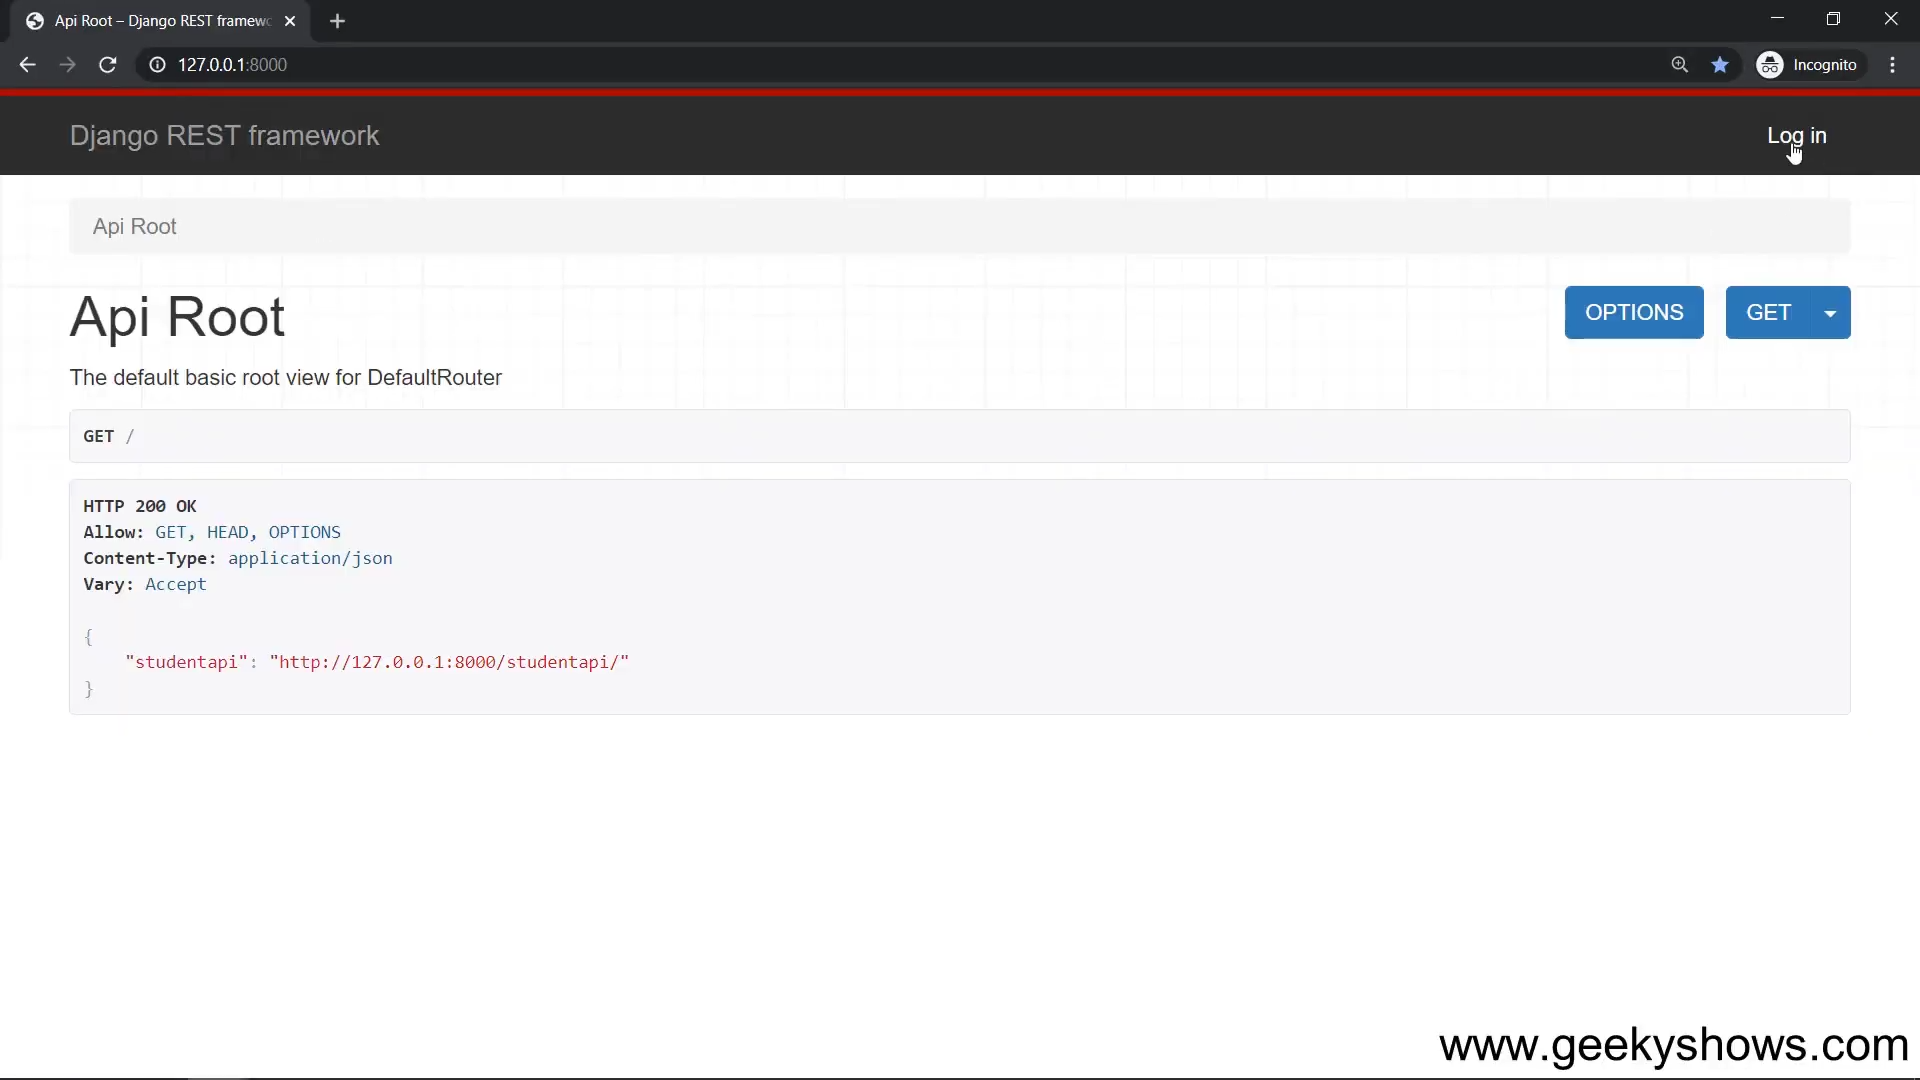 Api Root – Django REST framewo
127.0.0.1:8000
Incognito
Django REST framework
Log in
Api Root
Api Root
OPTIONS
GET
The default basic root view for DefaultRouter
GET /
HTTP 200 OK
Allow: GET, HEAD, OPTIONS
Content-Type: application/json
Vary: Accept
{
"studentapi": "http://127.0.0.1:8000/studentapi/"
}
www.geekyshows.com